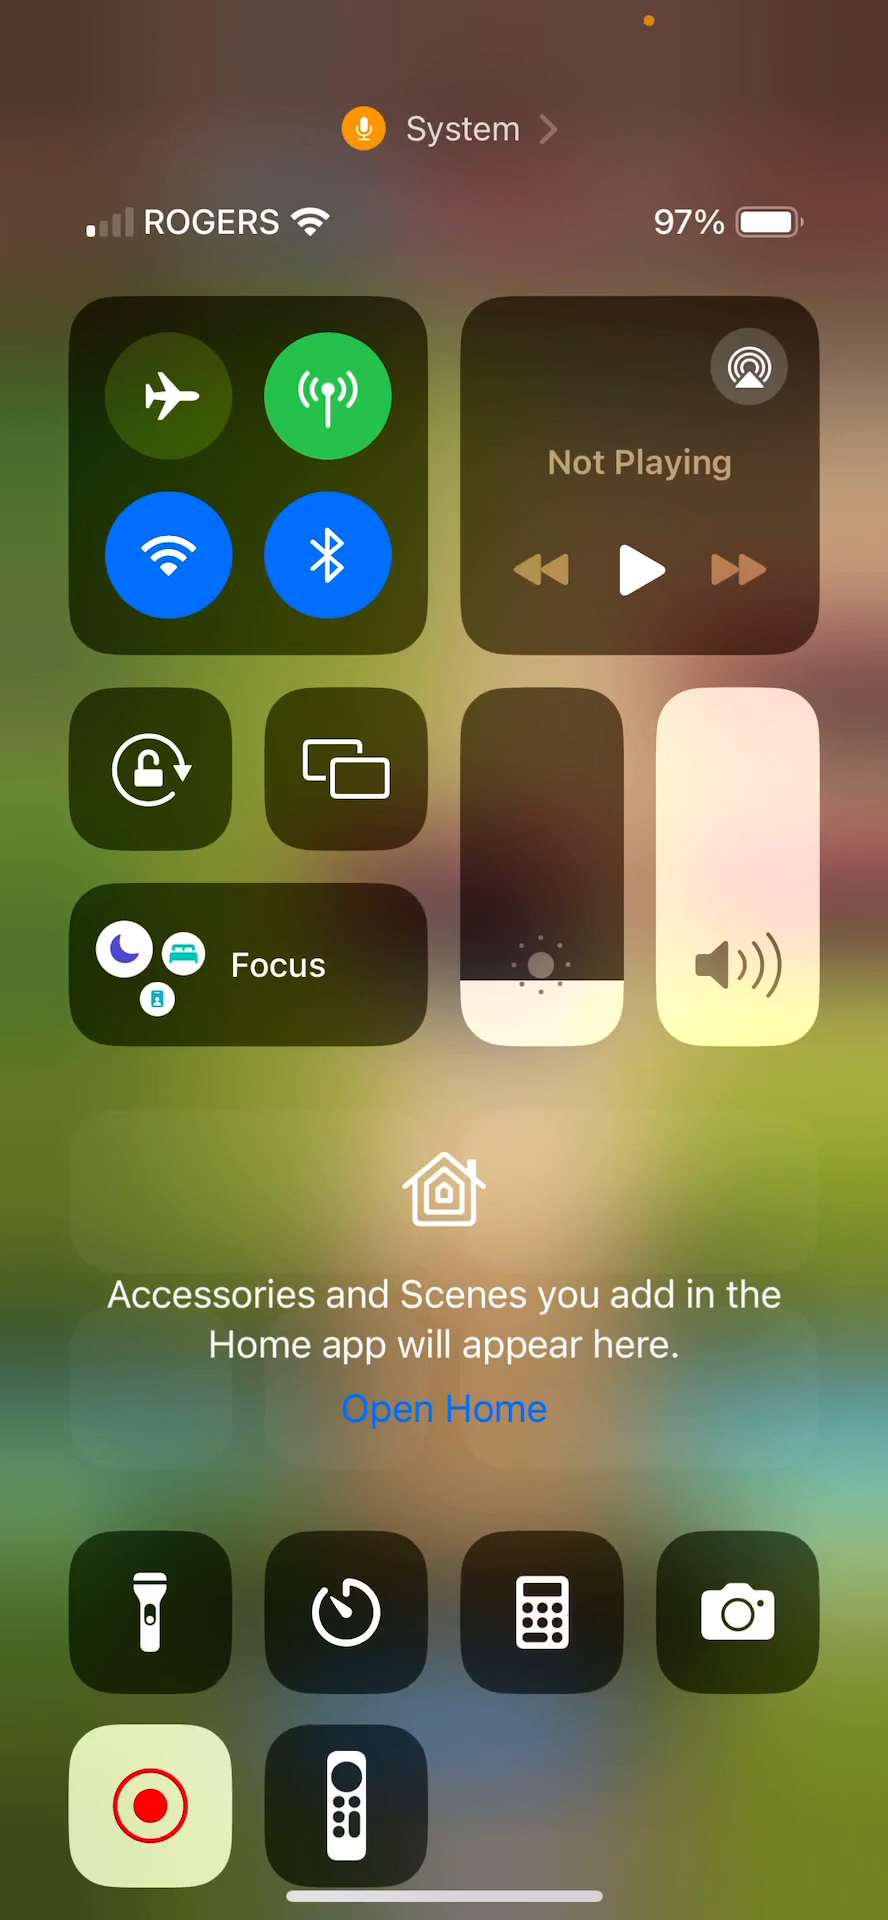 System
ROGERS
97%
Not Playing
Focus
Accessories and Scenes you add in the
Home app will appear here.
Open Home